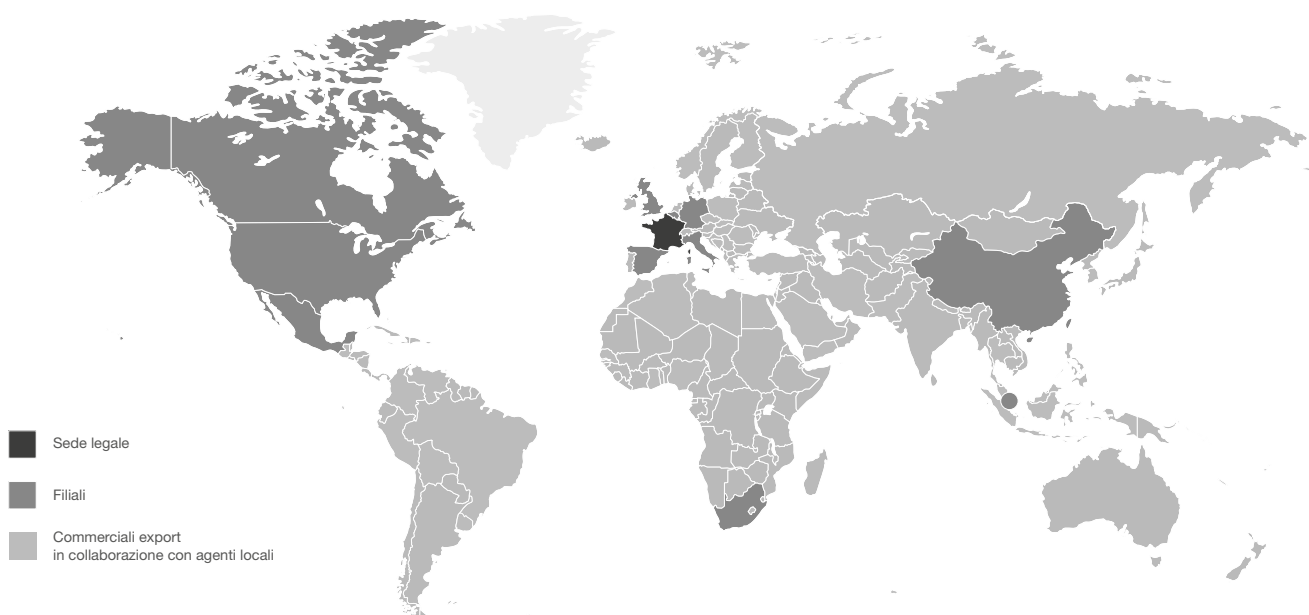 Sede legale
Filiali
Commerciali export
in collaborazione con agenti locali